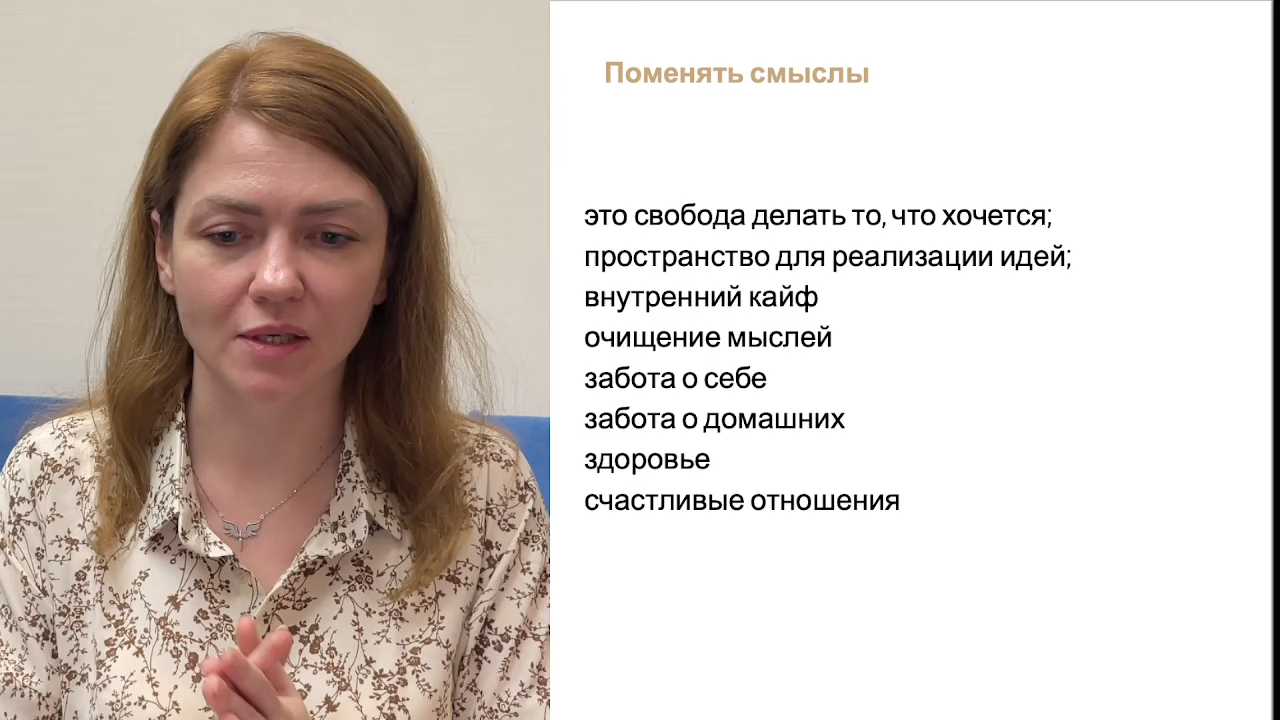 Поменять смыслы
это свобода делать то, что хочется;
пространство для реализации идей;
внутренний кайф
очищение мыслей
забота о себе
забота о домашних
здоровье
счастливые отношения